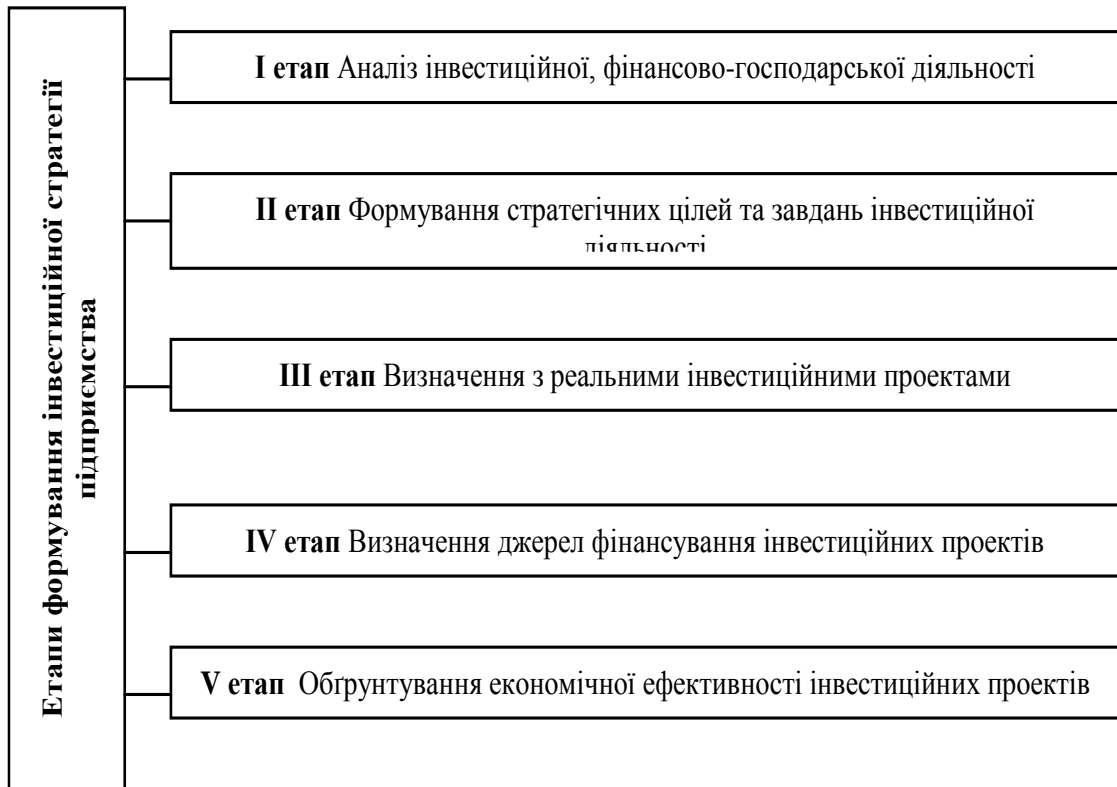 Етапи формування інвестиційної стратегії
підприємства
I етап Аналіз інвестиційної, фінансово-господарської діяльності
II етап Формування стратегічних цілей та завдань інвестиційної
діяльності
III етап Визначення з реальними інвестиційними проектами
IV етап Визначення джерел фінансування інвестиційних проектів
V етап Обґрунтування економічної ефективності інвестиційних проектів